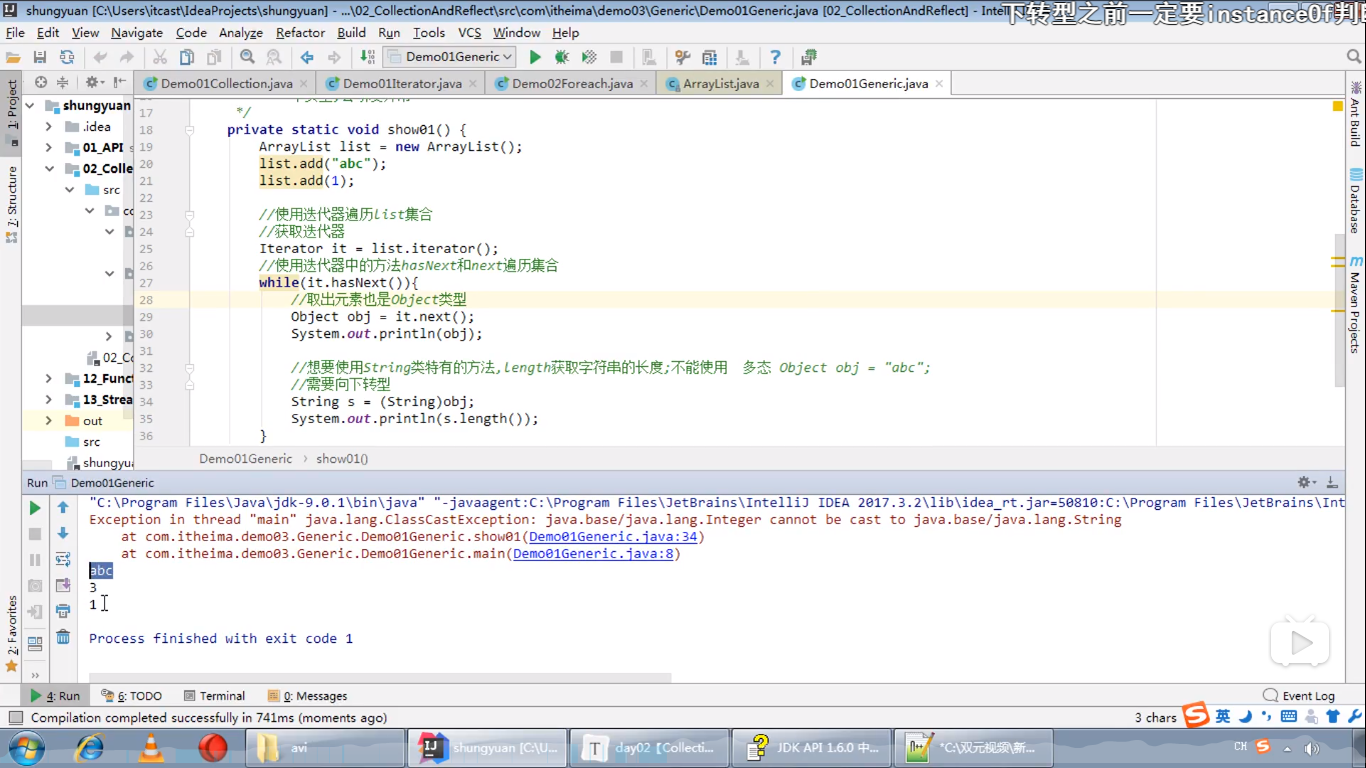 shungyuan [C:\Users\itcast\IdeaProjects\shungyuan] - ...\02_CollectionAndReflect\src\com\itheima\demo03\Generic\Demo01Generic.java [02_CollectionAndReflect] - Intel
下转型之前一定要instanceOf判
File Edit View Navigate Code Analyze Refactor Build Run Tools VCS Window Help
Demo01Generic
Demo01Collection.java Demo01Iterator.java Demo02Foreach.java ArrayList.java Demo01Generic.java
1: Project
7: Structure
2: Favorites
shungyuan
.idea
01_API
02_Colle
src
co
02_Co
12_Funct
13_Strea
out
src
shungyua
17 */
18 private static void show01() {
19 ArrayList list = new ArrayList();
20 list.add("abc");
21 list.add(1);
22
23 //使用迭代器遍历list集合
24 //获取迭代器
25 Iterator it = list.iterator();
26 //使用迭代器中的方法hasNext和next遍历集合
27 while(it.hasNext()){
28 //取出元素也是Object类型
29 Object obj = it.next();
30 System.out.println(obj);
31
32 //想要使用String类特有的方法,length获取字符串的长度;不能使用 多态 Object obj = "abc";
33 //需要向下转型
34 String s = (String)obj;
35 System.out.println(s.length());
36 }
Demo01Generic › show01()
Ant Build
Database
Maven Projects
Run Demo01Generic
"C:\Program Files\Java\jdk-9.0.1\bin\java" "-javaagent:C:\Program Files\JetBrains\IntelliJ IDEA 2017.3.2\lib\idea_rt.jar=50810:C:\Program Files\JetBrains\Int
Exception in thread "main" java.lang.ClassCastException: java.base/java.lang.Integer cannot be cast to java.base/java.lang.String
at com.itheima.demo03.Generic.Demo01Generic.show01(Demo01Generic.java:34)
at com.itheima.demo03.Generic.Demo01Generic.main(Demo01Generic.java:8)
abc
3
1
Process finished with exit code 1
4: Run 6: TODO Terminal 0: Messages Event Log
Compilation completed successfully in 741ms (moments ago) 3 chars 英
avi shungyuan [C:\U... day02【Collecti... JDK API 1.6.0 中... *C:\双元视频\新... CH